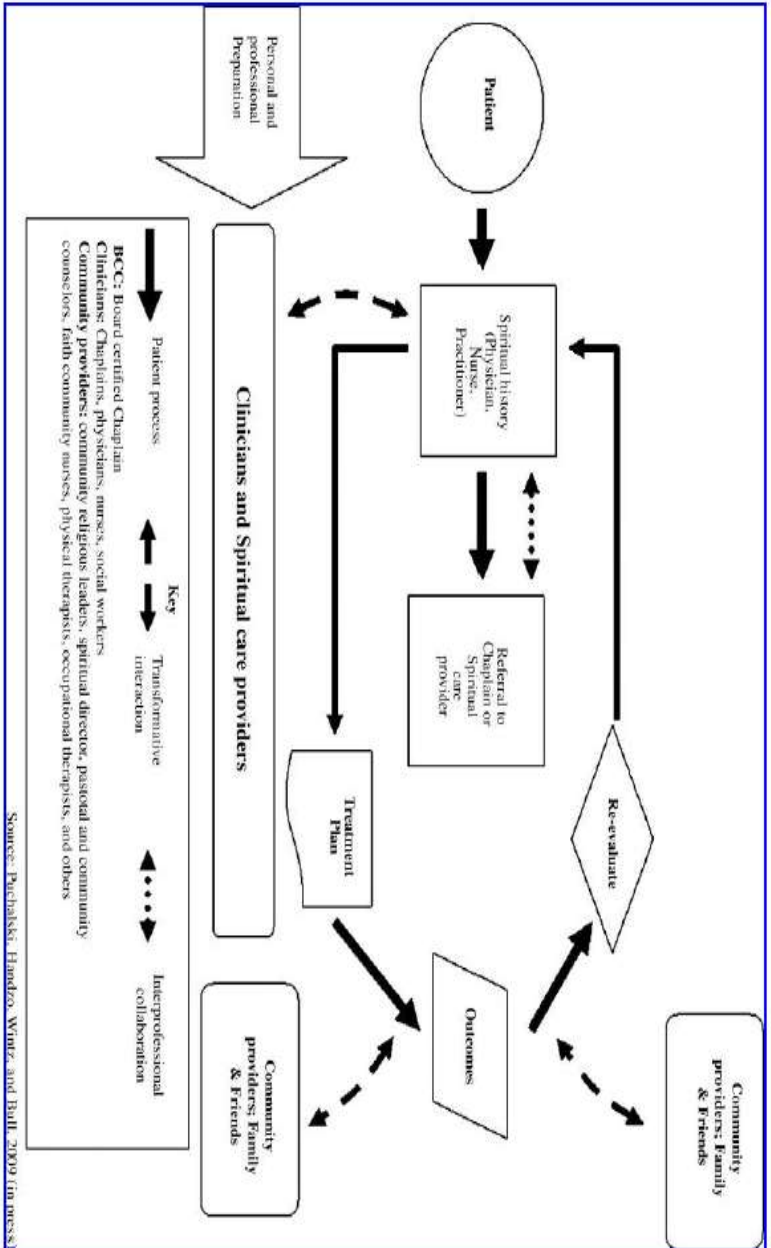 Community
providers; Family
& Friends
Re-evaluate
Patient
Spiritual history
(Physician,
Nurse,
Practitioner)
Referral to
Chaplain or
Spiritual
care
provider
Outcomes
Treatment
Plan
Personal and
professional
Preparation
Clinicians and Spiritual care providers
Community
providers; Family
& Friends
Key
Patient process
Transformative
interaction
Interprofessional
collaboration
BCC: Board certified Chaplain
Clinicians: Chaplains, physicians, nurses, social workers
Community providers: community religious leaders, spiritual director, pastotal and community
counselors, faith community nurses, physical therapists, occupational therapists, and others
Source: Puchalski, Handzo, Wintz, and Bull, 2009 (in press)